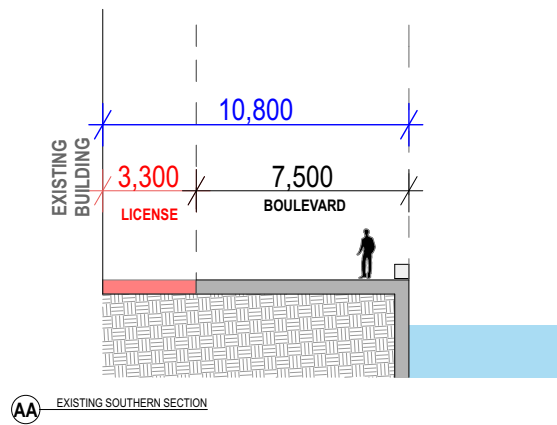 10,800
EXISTING
BUILDING
3,300
7,500
LICENSE
BOULEVARD
AA
EXISTING SOUTHERN SECTION